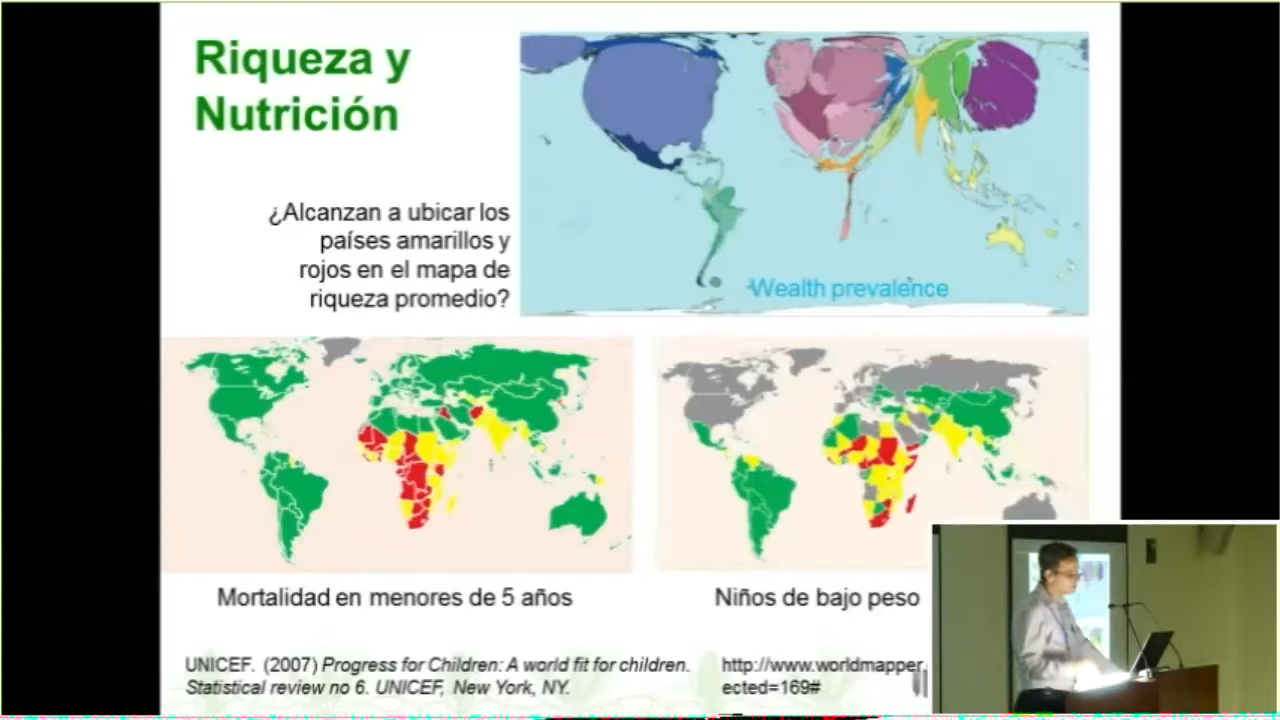 Riqueza y
Nutrición
¿Alcanzan a ubicar los
países amarillos y
rojos en el mapa de
riqueza promedio?
Wealth prevalence
Mortalidad en menores de 5 años
Niños de bajo peso
UNICEF. (2007) Progress for Children: A world fit for children.
Statistical review no 6. UNICEF, New York, NY.
http://www.worldmapper.
ected=169#